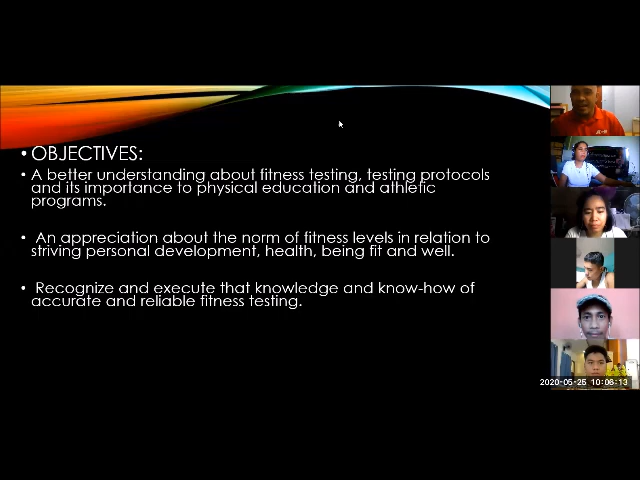 • OBJECTIVES:
• A better understanding about fitness testing, testing protocols
and its importance to physical education and athletic
programs.
• An appreciation about the norm of fitness levels in relation to
striving personal development, health, being fit and well.
• Recognize and execute that knowledge and know-how of
accurate and reliable fitness testing.
2020-05-25 10:06:13